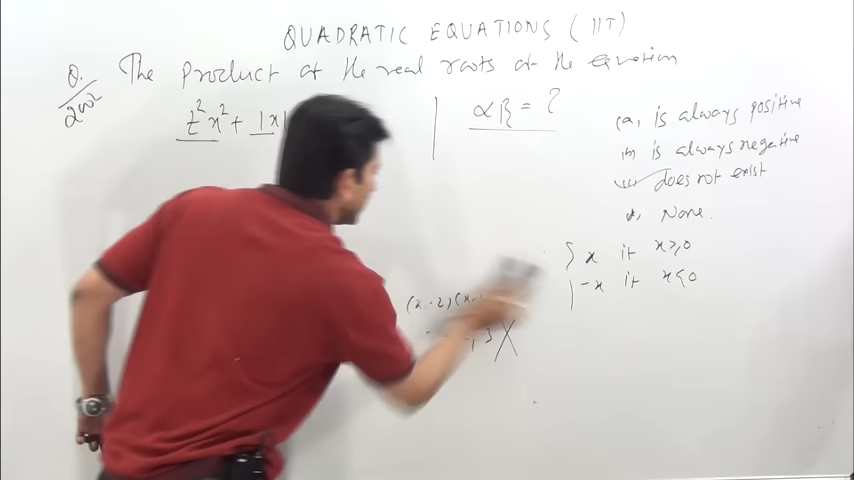 QUADRATIC EQUATIONS (IIT)
Q. The product of the real roots of the equation
2002
t²x² + |x|
αβ = ?
(a) is always positive
(b) is always negative
(c) does not exist
(d) None.
x if x≥0
-x if x<0
(x-2)(x-
, 3